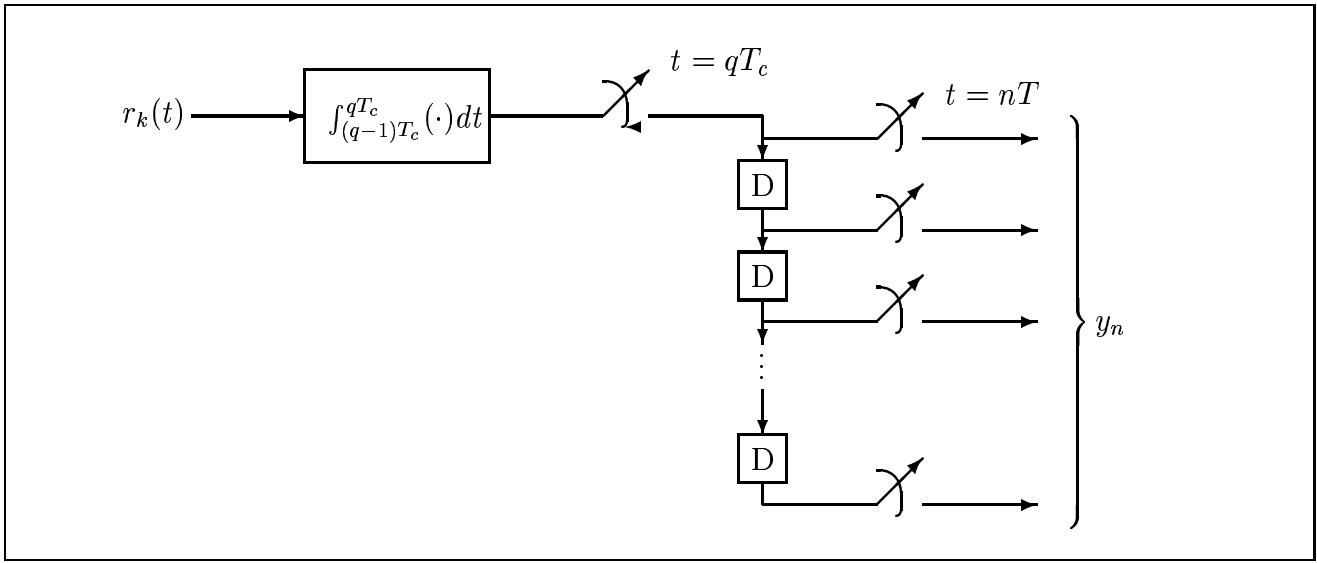 t = qT_c
r_k(t)
∫_{(q−1)T_c}^{qT_c}(·)dt
t = nT
D
D
y_n
⋮
D